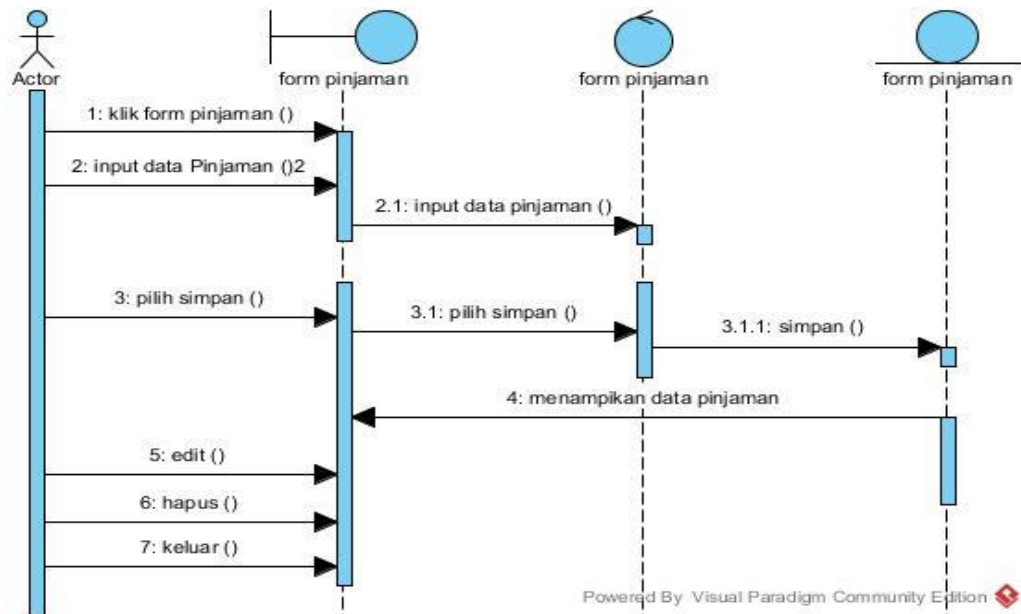 Actor
form pinjaman
form pinjaman
form pinjaman
1: klik form pinjaman ()
2: input data Pinjaman ()2
2.1: input data pinjaman ()
3: pilih simpan ()
3.1: pilih simpan ()
3.1.1: simpan ()
4: menampikan data pinjaman
5: edit ()
6: hapus ()
7: keluar ()
Powered By Visual Paradigm Community Edition